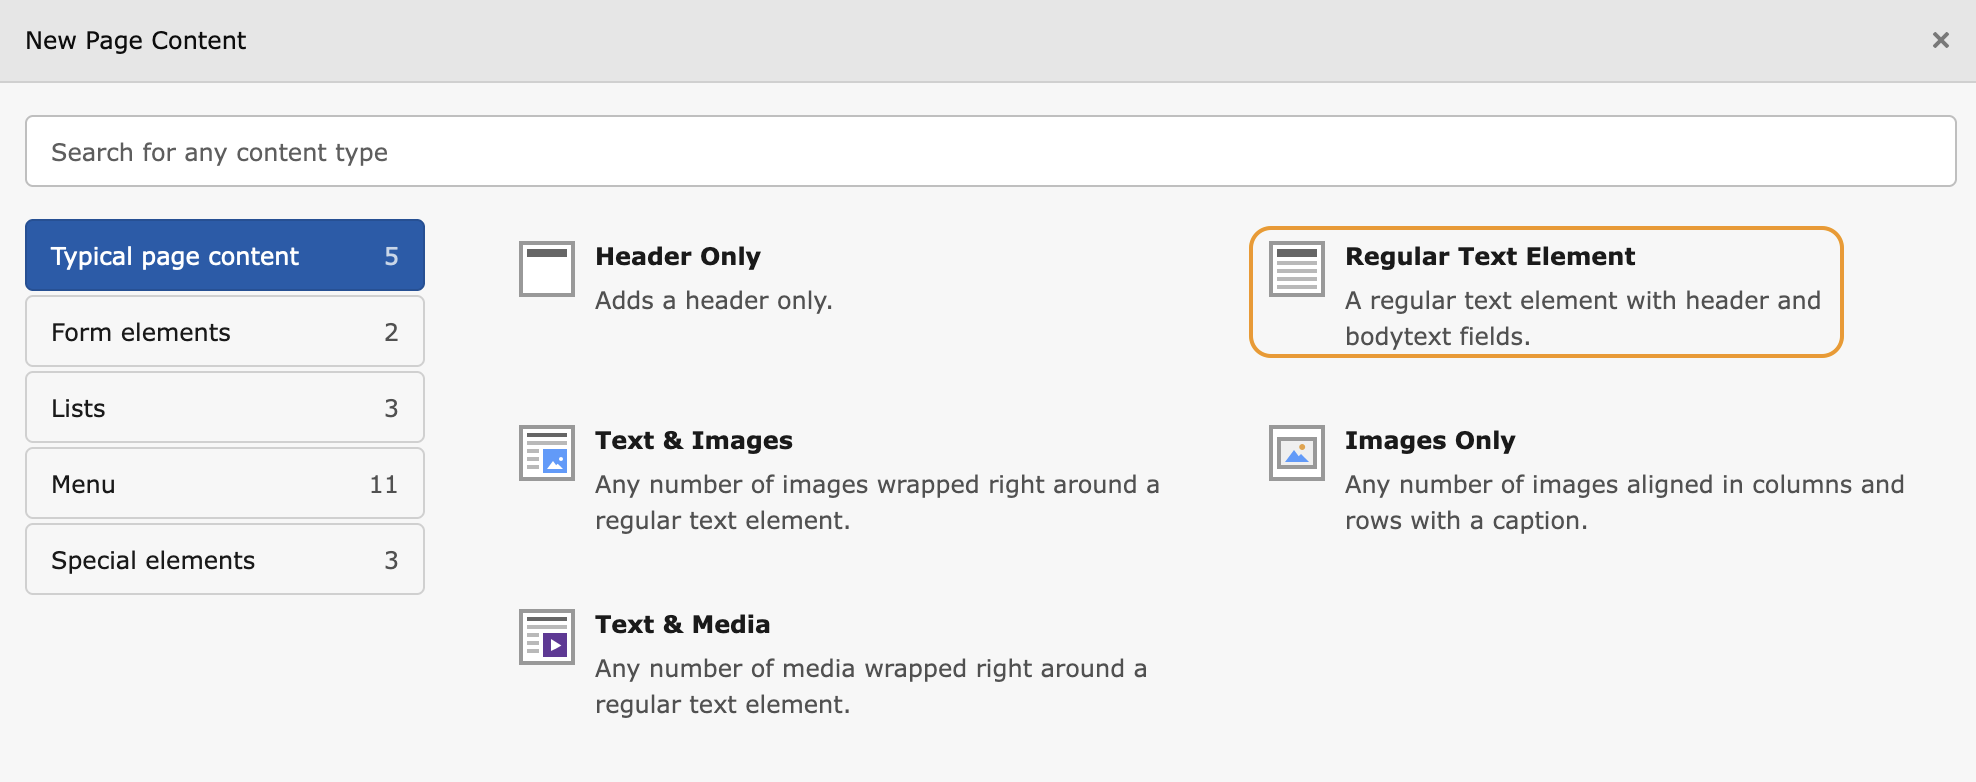 New Page Content
Search for any content type
Typical page content 5
Form elements 2
Lists 3
Menu 11
Special elements 3
Header Only
Adds a header only.
Regular Text Element
A regular text element with header and
bodytext fields.
Text & Images
Any number of images wrapped right around a
regular text element.
Images Only
Any number of images aligned in columns and
rows with a caption.
Text & Media
Any number of media wrapped right around a
regular text element.